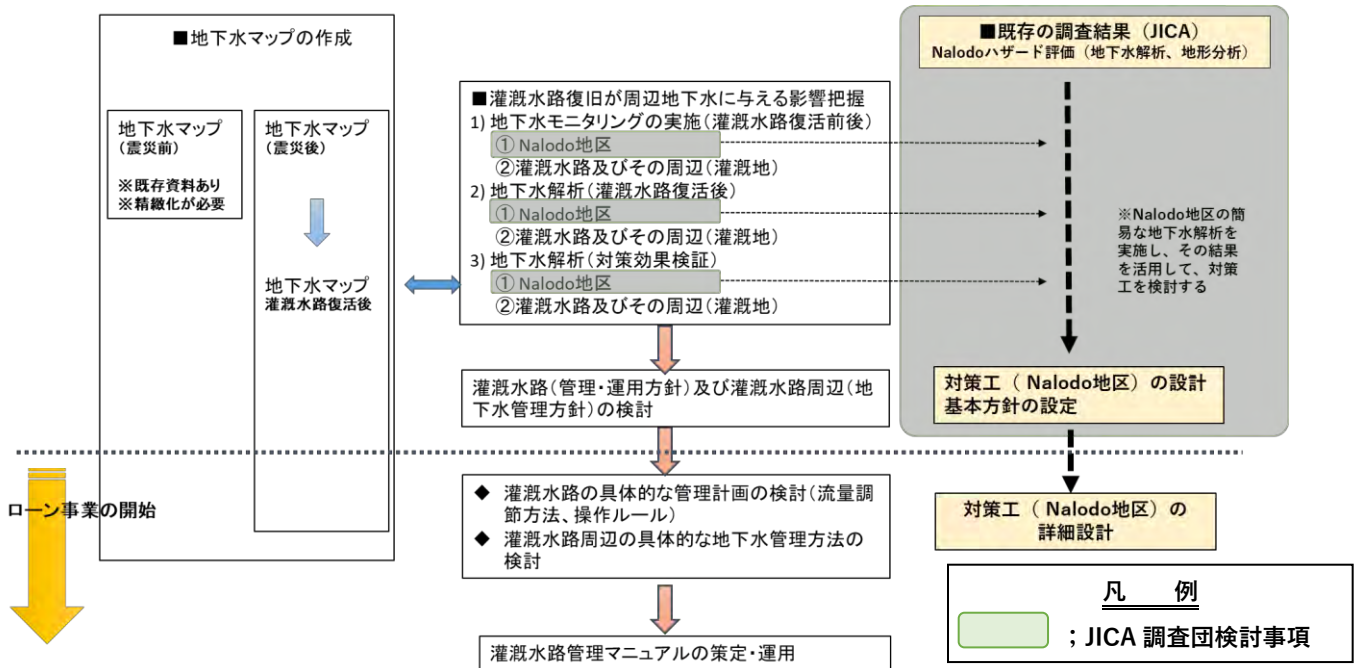 ■地下水マップの作成
地下水マップ
(震災前)
※既存資料あり
※精緻化が必要
地下水マップ
(震災後)
地下水マップ
灌漑水路復活後
■灌漑水路復旧が周辺地下水に与える影響把握
1) 地下水モニタリングの実施(灌漑水路復活前後)
① Nalodo地区
②灌漑水路及びその周辺(灌漑地)
2) 地下水解析(灌漑水路復活後)
① Nalodo地区
②灌漑水路及びその周辺(灌漑地)
3) 地下水解析(対策効果検証)
① Nalodo地区
②灌漑水路及びその周辺(灌漑地)
灌漑水路(管理・運用方針)及び灌漑水路周辺(地
下水管理方針)の検討
◆ 灌漑水路の具体的な管理計画の検討(流量調
節方法、操作ルール)
◆ 灌漑水路周辺の具体的な地下水管理方法の
検討
灌漑水路管理マニュアルの策定・運用
■既存の調査結果(JICA)
Nalodoハザード評価(地下水解析、地形分析)
※Nalodo地区の簡
易な地下水解析を
実施し、その結果
を活用して、対策
工を検討する
対策工( Nalodo地区)の設計
基本方針の設定
対策工( Nalodo地区)の
詳細設計
ローン事業の開始
凡 例
;JICA 調査団検討事項